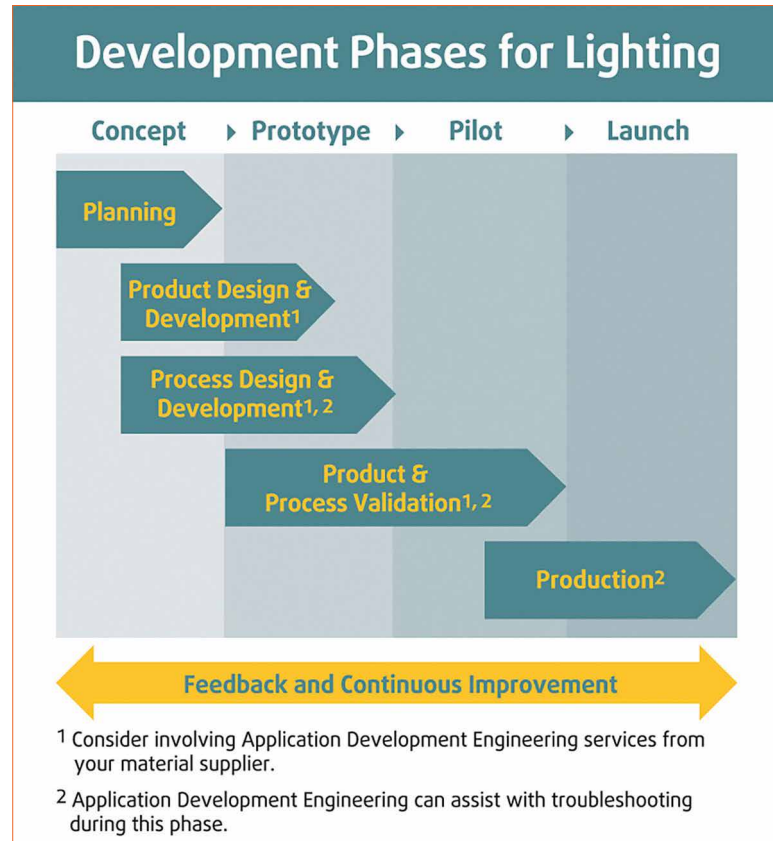 Development Phases for Lighting
Concept Prototype Pilot Launch
Planning
Product Design &
Development1
Process Design &
Development1, 2
Product &
Process Validation1, 2
Production2
Feedback and Continuous Improvement
1 Consider involving Application Development Engineering services from
your material supplier.
2 Application Development Engineering can assist with troubleshooting
during this phase.